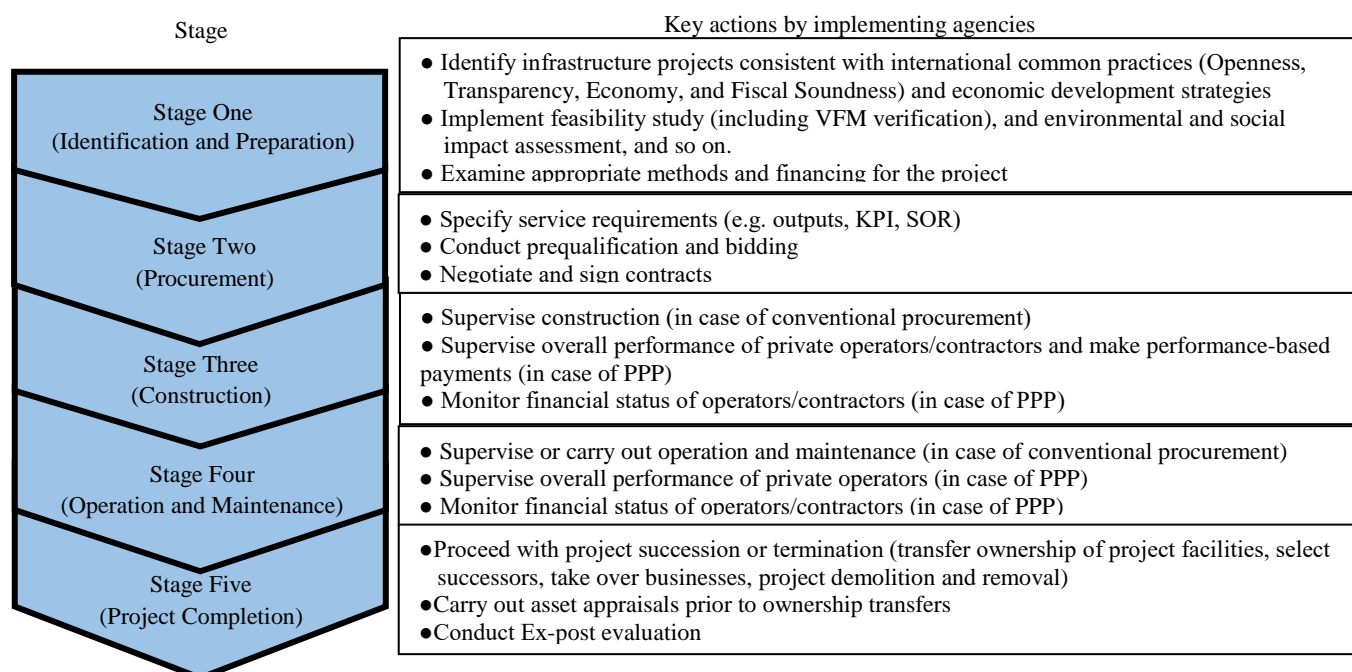 Stage
Key actions by implementing agencies
Stage One
(Identification and Preparation)
● Identify infrastructure projects consistent with international common practices (Openness,
Transparency, Economy, and Fiscal Soundness) and economic development strategies
● Implement feasibility study (including VFM verification), and environmental and social
impact assessment, and so on.
● Examine appropriate methods and financing for the project
Stage Two
(Procurement)
● Specify service requirements (e.g. outputs, KPI, SOR)
● Conduct prequalification and bidding
● Negotiate and sign contracts
Stage Three
(Construction)
● Supervise construction (in case of conventional procurement)
● Supervise overall performance of private operators/contractors and make performance-based
payments (in case of PPP)
● Monitor financial status of operators/contractors (in case of PPP)
Stage Four
(Operation and Maintenance)
● Supervise or carry out operation and maintenance (in case of conventional procurement)
● Supervise overall performance of private operators (in case of PPP)
● Monitor financial status of operators/contractors (in case of PPP)
Stage Five
(Project Completion)
●Proceed with project succession or termination (transfer ownership of project facilities, select
successors, take over businesses, project demolition and removal)
●Carry out asset appraisals prior to ownership transfers
●Conduct Ex-post evaluation